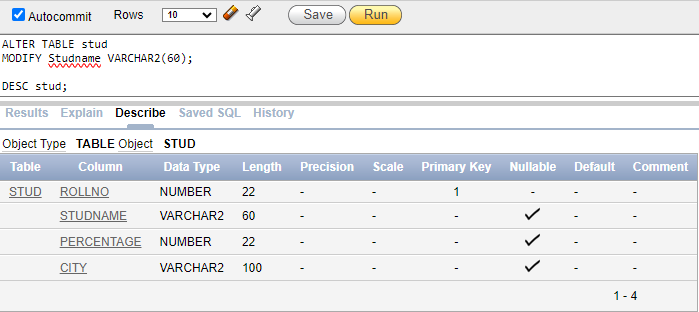 Autocommit Rows 10 Save Run
ALTER TABLE stud
MODIFY Studname VARCHAR2(60);
DESC stud;
Results Explain Describe Saved SQL History
Object Type TABLE Object STUD
Table Column Data Type Length Precision Scale Primary Key Nullable Default Comment
STUD ROLLNO NUMBER 22 - - 1 - - -
STUDNAME VARCHAR2 60 - - - - -
PERCENTAGE NUMBER 22 - - - - -
CITY VARCHAR2 100 - - - - -
1 - 4